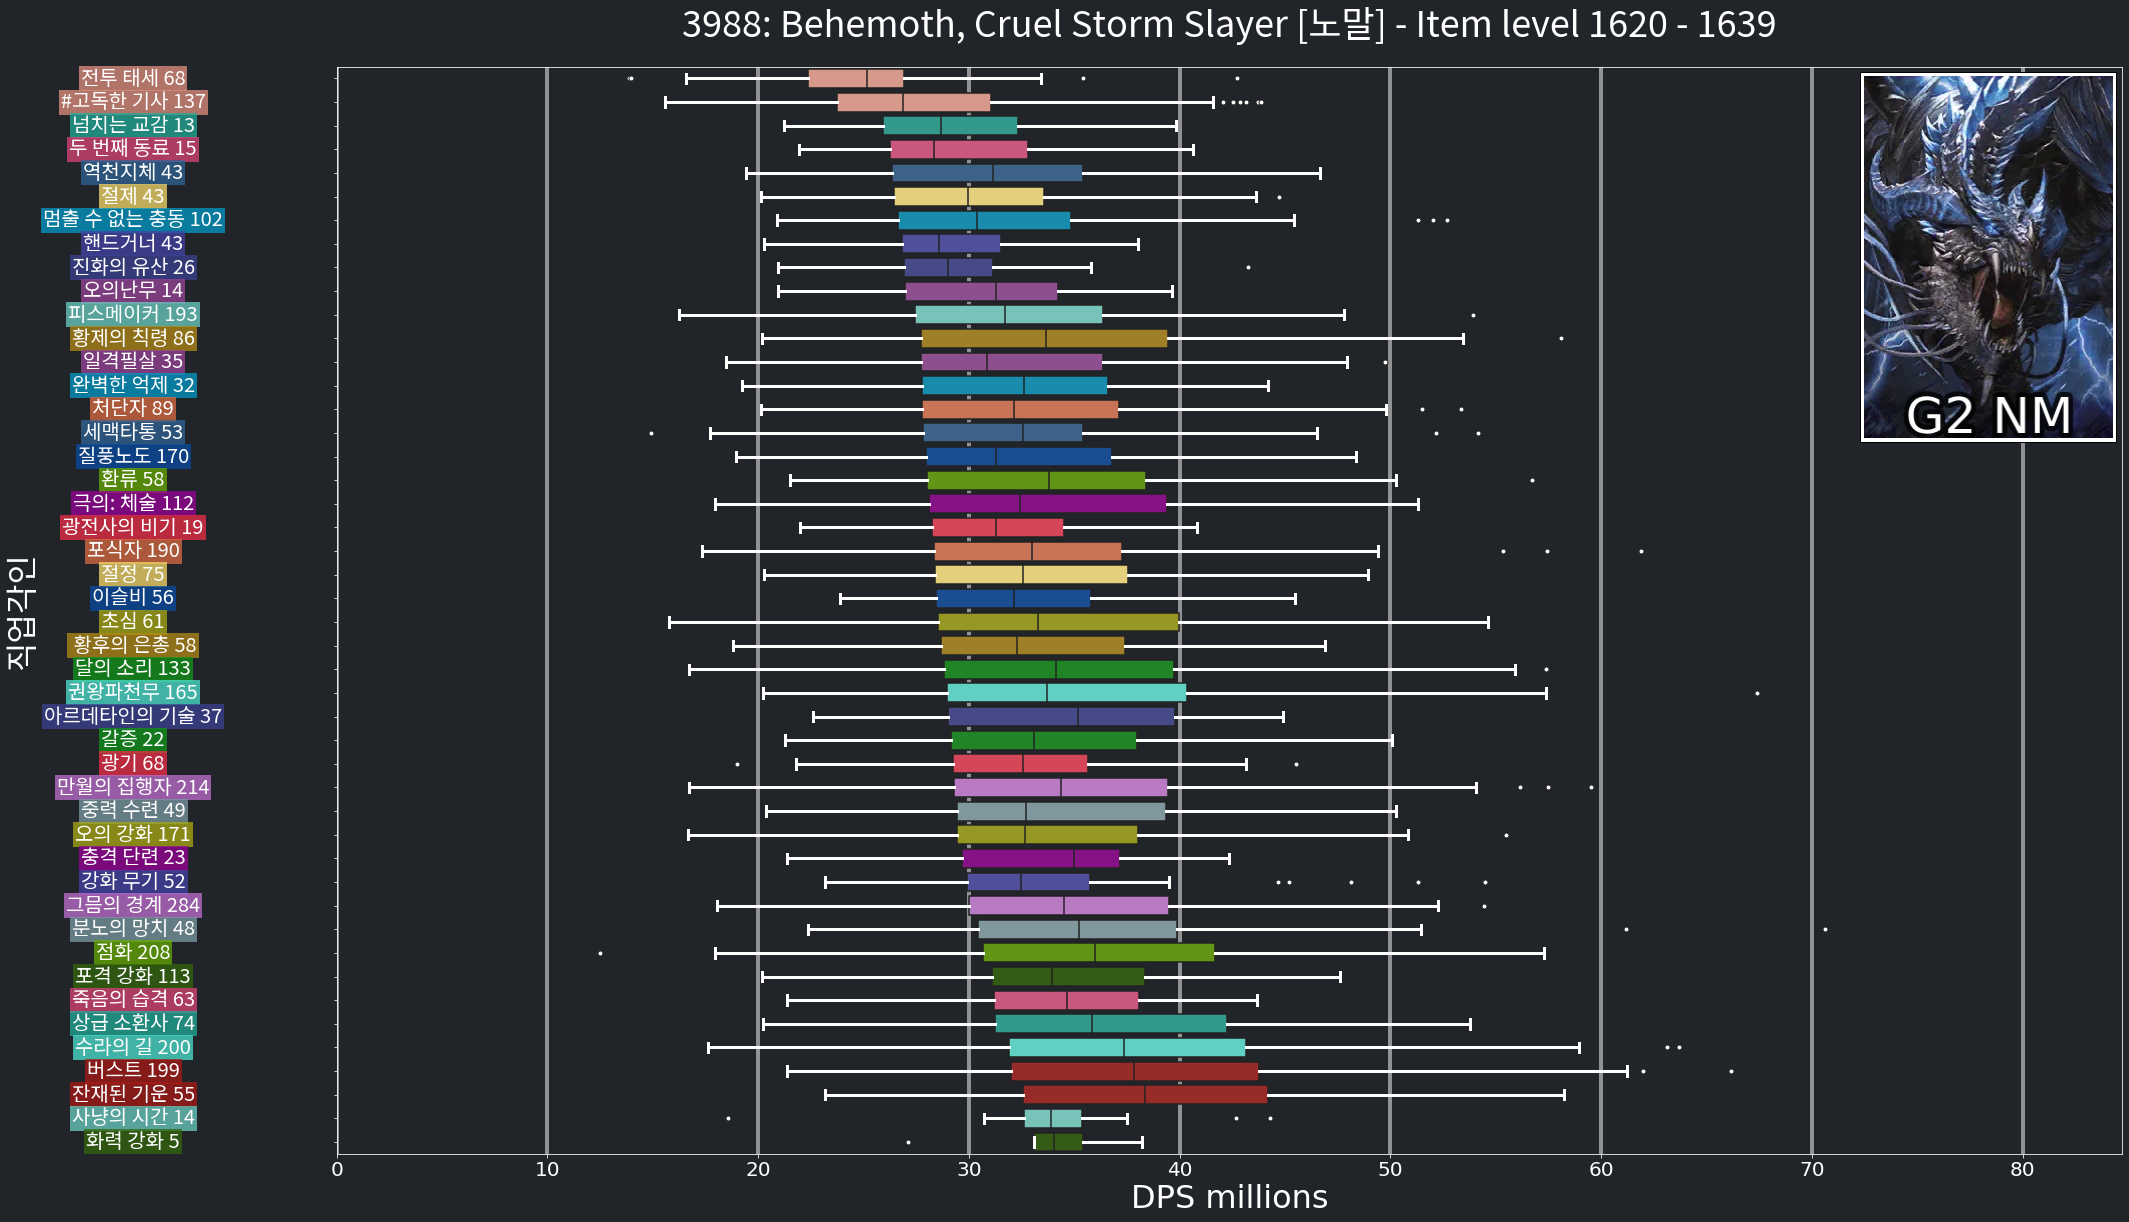 3988: Behemoth, Cruel Storm Slayer [노말] - Item level 1620 - 1639
전투 태세 68
#고독한 기사 137
넘치는 교감 13
두 번째 동료 15
역천지체 43
절제 43
멈출 수 없는 충동 102
핸드거너 43
진화의 유산 26
오의난무 14
피스메이커 193
황제의 칙령 86
일격필살 35
완벽한 억제 32
처단자 89
세맥타통 53
질풍노도 170
환류 58
극의: 체술 112
광전사의 비기 19
포식자 190
절정 75
이슬비 56
초심 61
황후의 은총 58
달의 소리 133
권왕파천무 165
아르데타인의 기술 37
갈증 22
광기 68
만월의 집행자 214
중력 수련 49
오의 강화 171
충격 단련 23
강화 무기 52
그믐의 경계 284
분노의 망치 48
점화 208
포격 강화 113
죽음의 습격 63
상급 소환사 74
수라의 길 200
버스트 199
잔재된 기운 55
사냥의 시간 14
화력 강화 5
직업각인
G2 NM
0 10 20 30 40 50 60 70 80
DPS millions